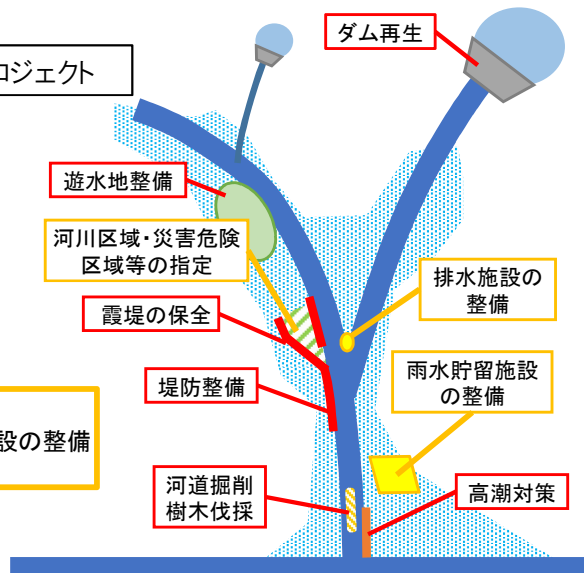 ダム再生
ロジェクト
遊水地整備
河川区域・災害危険
区域等の指定
排水施設の
整備
霞堤の保全
雨水貯留施設
の整備
堤防整備
設の整備
河道掘削
樹木伐採
高潮対策